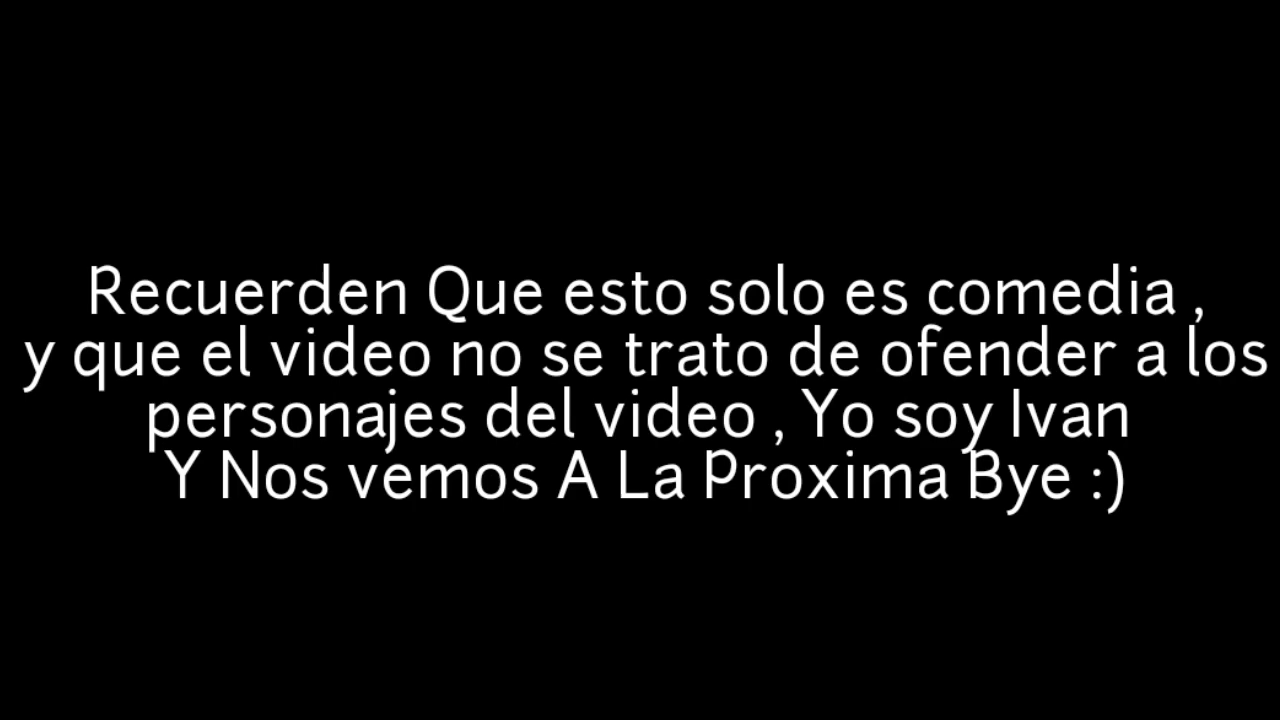 Recuerden Que esto solo es comedia ,
y que el video no se trato de ofender a los
personajes del video , Yo soy Ivan
Y Nos vemos A La Proxima Bye :)